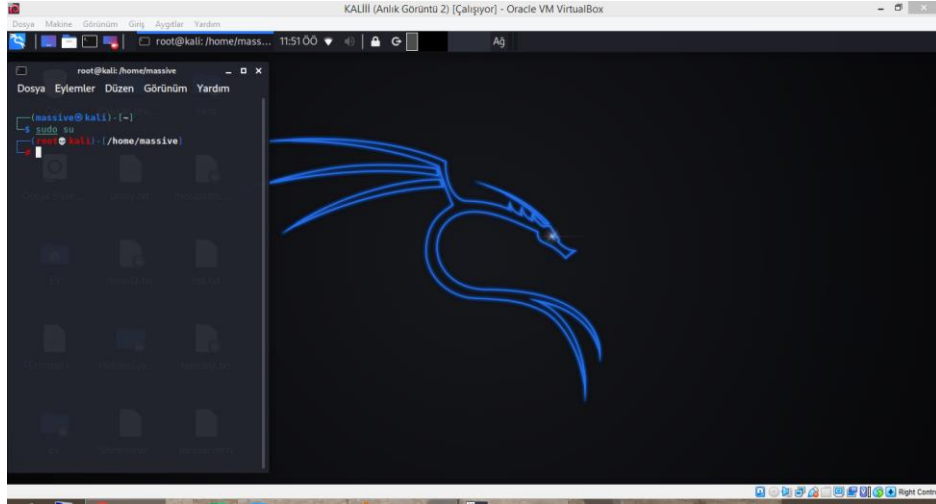 KALİİİ (Anlık Görüntü 2) [Çalışıyor] - Oracle VM VirtualBox
Dosya Makine Görünüm Giriş Aygıtlar Yardım
root@kali: /home/mass... 11:51 ÖÖ Ağ
root@kali: /home/massive
Dosya Eylemler Düzen Görünüm Yardım
(massive㉿kali)-[~]
$ sudo su
(root💀kali)-[/home/massive]
#
Right Contr